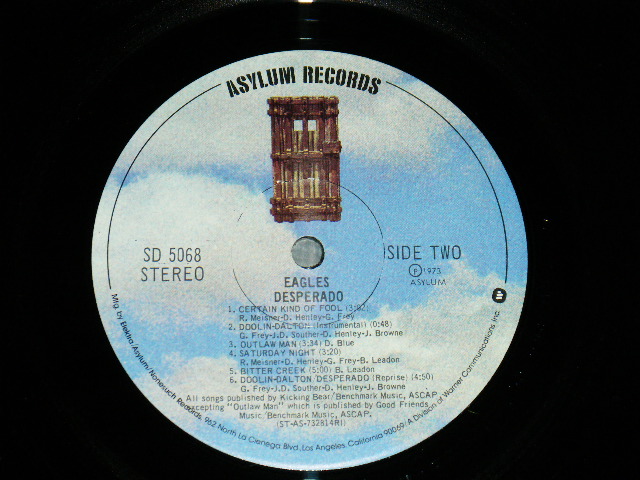 ASYLUM RECORDS
SD 5068
STEREO
SIDE TWO
℗ 1973
ASYLUM
EAGLES
DESPERADO
1. CERTAIN KIND OF FOOL (3:02)
R. Meisner-D. Henley-G. Frey
2. DOOLIN-DALTON (Instrumental) (0:48)
G. Frey-J.D. Souther-D. Henley-J. Browne
3. OUTLAW MAN (3:34) D. Blue
4. SATURDAY NIGHT (3:20)
R. Meisner-D. Henley-G. Frey-B. Leadon
5. BITTER CREEK (5:00) B. Leadon
6. DOOLIN-DALTON/DESPERADO (Reprise) (4:50)
G. Frey-J.D. Souther-D. Henley-J. Browne
All songs published by Kicking Bear/Benchmark Music, ASCAP
excepting "Outlaw Man" which is published by Good Friends
Music/Benchmark Music, ASCAP.
(ST-AS-732814RI)
Mfg. by Elektra/Asylum/Nonesuch Records, 962 North La Cienega Blvd., Los Angeles, California 90069 • A Division of Warner Communications Inc.